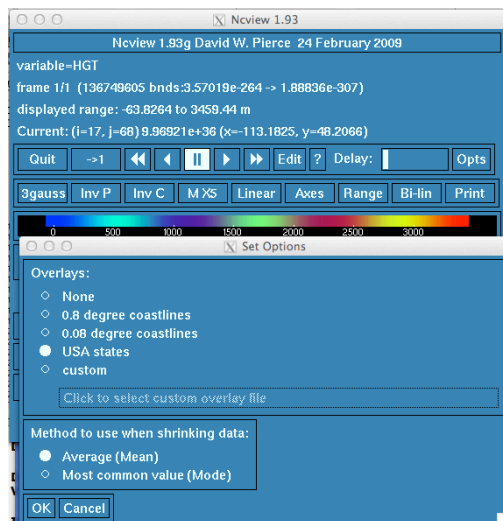 Ncview 1.93
Ncview 1.93g David W. Pierce 24 February 2009
variable=HGT
frame 1/1 (136749605 bnds:3.57019e-264 -> 1.88836e-307)
displayed range: -63.8264 to 3459.44 m
Current: (i=17, j=68) 9.96921e+36 (x=-113.1825, y=48.2066)
Quit ->1 Edit ? Delay: Opts
3gauss Inv P Inv C M X5 Linear Axes Range Bi-lin Print
0 500 1000 1500 2000 2500 3000
Set Options
Overlays:
None
0.8 degree coastlines
0.08 degree coastlines
USA states
custom
Click to select custom overlay file
Method to use when shrinking data:
Average (Mean)
Most common value (Mode)
OK Cancel